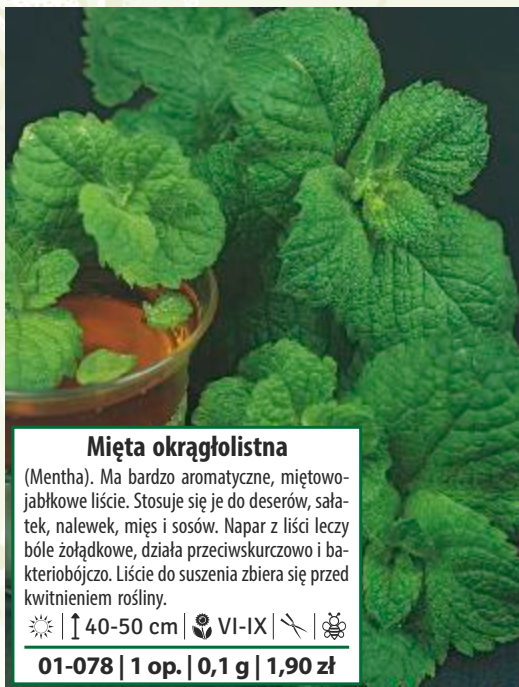 Mięta okrągłolistna
(Mentha). Ma bardzo aromatyczne, miętowo-
jabłkowe liście. Stosuje się je do deserów, sała-
tek, nalewek, mięs i sosów. Napar z liści leczy
bóle żołądkowe, działa przeciwskurczowo i ba-
kteriobójczo. Liście do suszenia zbiera się przed
kwitnieniem rośliny.
| 40-50 cm | VI-IX | |
01-078 | 1 op. | 0,1 g | 1,90 zł